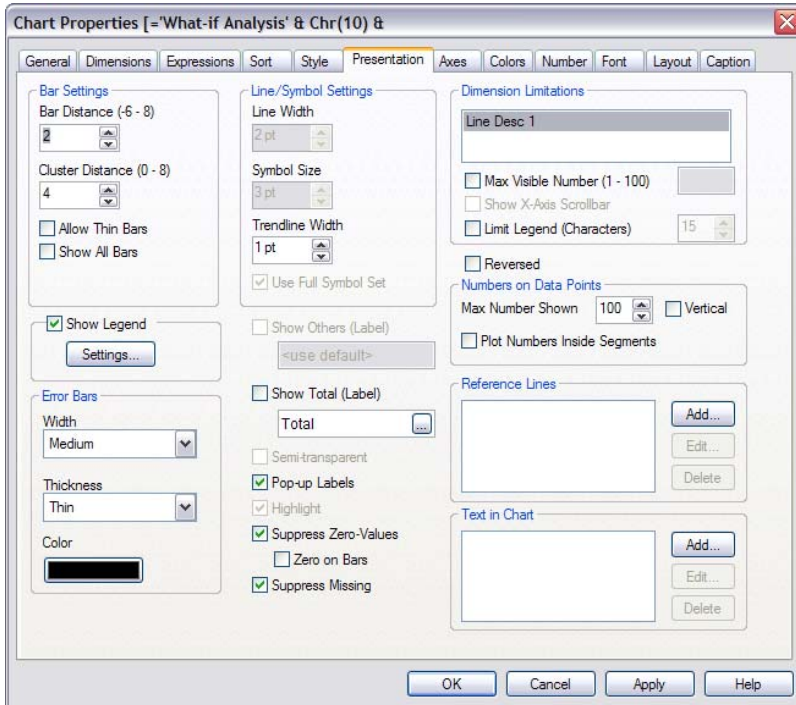 Chart Properties [='What-if Analysis' & Chr(10) &
General Dimensions Expressions Sort Style Presentation Axes Colors Number Font Layout Caption
Bar Settings
Bar Distance (-6 - 8)
2
Cluster Distance (0 - 8)
4
Allow Thin Bars
Show All Bars
Show Legend
Settings...
Error Bars
Width
Medium
Thickness
Thin
Color
Line/Symbol Settings
Line Width
2 pt
Symbol Size
3 pt
Trendline Width
1 pt
Use Full Symbol Set
Show Others (Label)
<use default>
Show Total (Label)
Total ...
Semi-transparent
Pop-up Labels
Highlight
Suppress Zero-Values
Zero on Bars
Suppress Missing
Dimension Limitations
Line Desc 1
Max Visible Number (1 - 100)
Show X-Axis Scrollbar
Limit Legend (Characters) 15
Reversed
Numbers on Data Points
Max Number Shown 100 Vertical
Plot Numbers Inside Segments
Reference Lines
Add...
Edit...
Delete
Text in Chart
Add...
Edit...
Delete
OK Cancel Apply Help